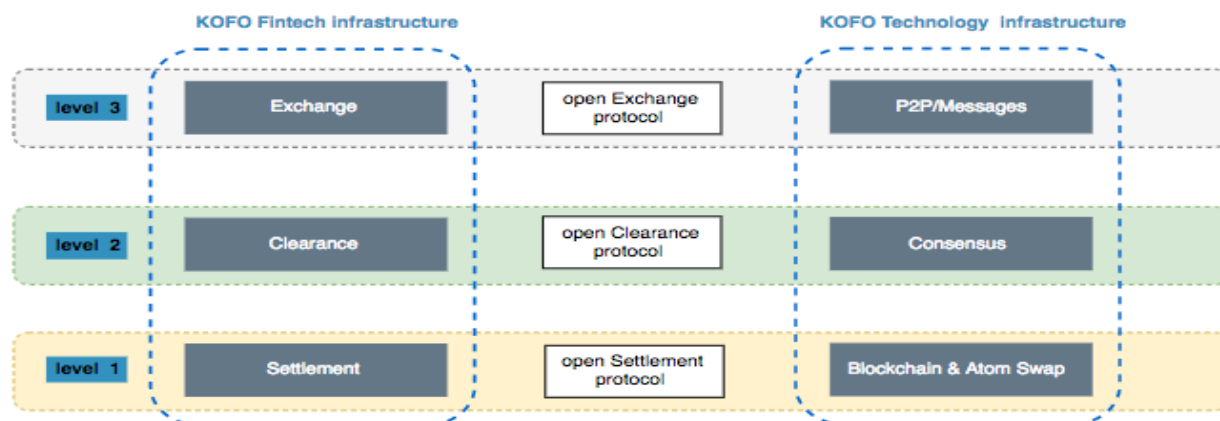 KOFO Fintech infrastructure
KOFO Technology infrastructure
level 3
Exchange
open Exchange
protocol
P2P/Messages
level 2
Clearance
open Clearance
protocol
Consensus
level 1
Settlement
open Settlement
protocol
Blockchain & Atom Swap